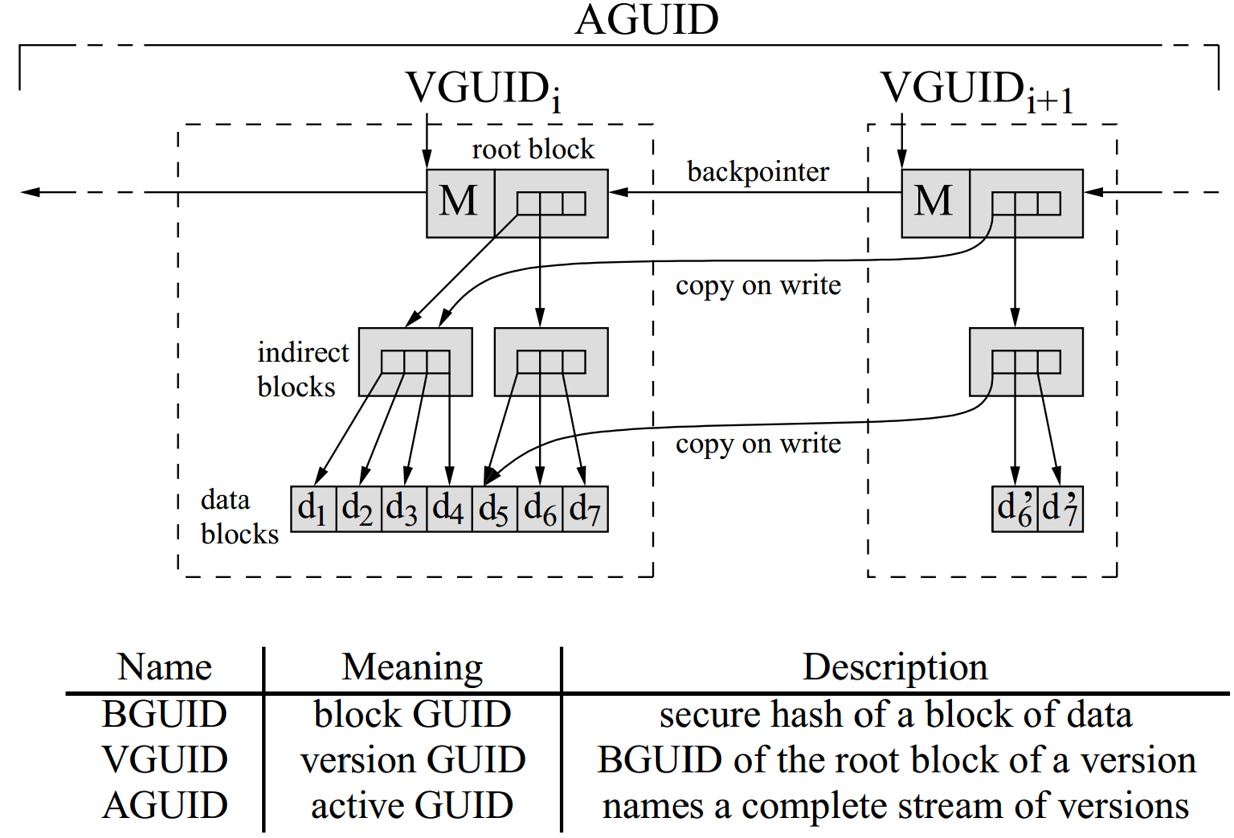 AGUID
VGUIDi
VGUIDi+1
root block
backpointer
M
M
copy on write
indirect
blocks
copy on write
data
blocks
d1 d2 d3 d4 d5 d6 d7
d'6 d'7
Name Meaning Description
BGUID block GUID secure hash of a block of data
VGUID version GUID BGUID of the root block of a version
AGUID active GUID names a complete stream of versions